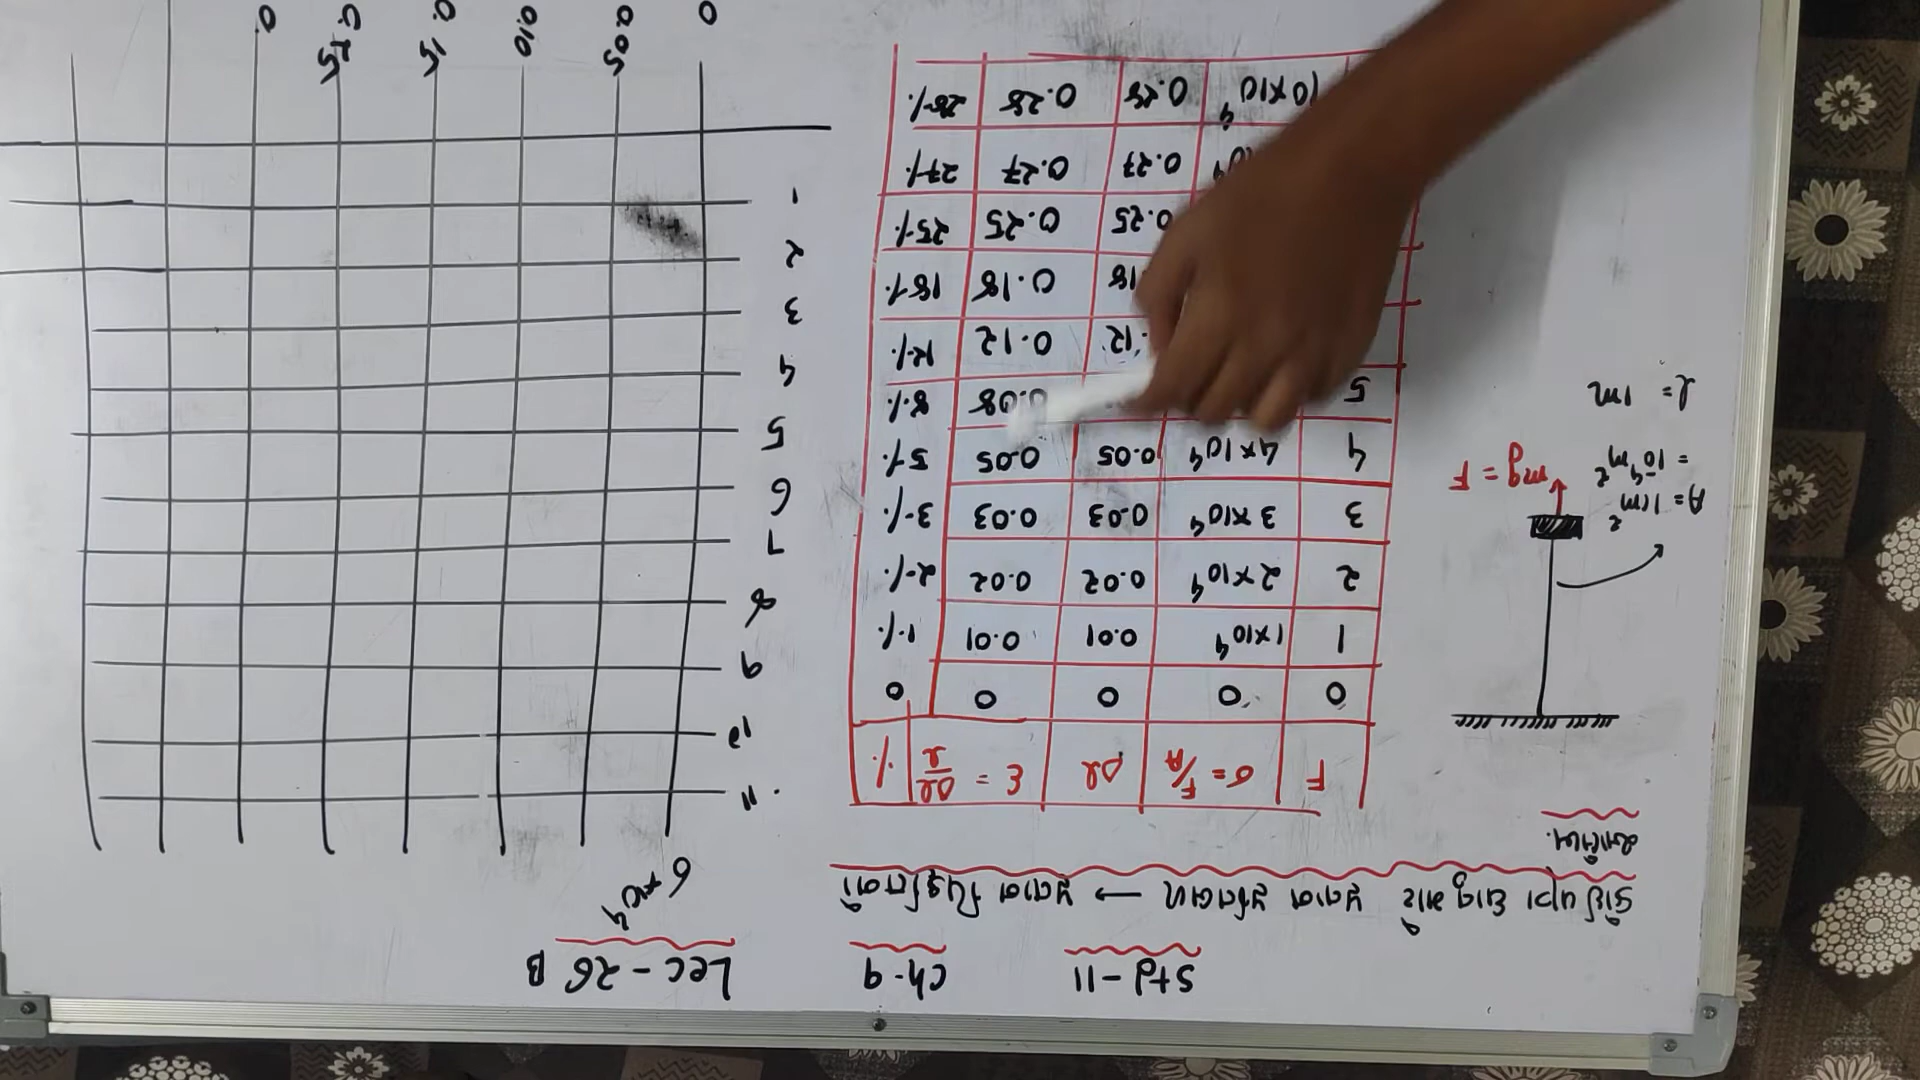 Std-11 Ch-9 Lec-26 B
કોઈ પણ ધાતુ માટે પ્રતાન પ્રતિબળ → પ્રતાન વિકૃતિનો
આલેખ.
F σ = F/A Δl ε = Δl/l %
0 0 0 0 0
1 1×10⁴ 0.01 0.01 1%
2 2×10⁴ 0.02 0.02 2%
3 3×10⁴ 0.03 0.03 3%
4 4×10⁴ 0.05 0.05 5%
5 0.08 8%
.12 0.12 12%
18 0.18 18%
0.25 0.25 25%
0.27 0.27 27%
10×10⁴ 0.28 0.28 28%
A = 1cm²
= 10⁻⁴m²
mg = F
l = 1m
σ ×10⁴
11
10
9
8
7
6
5
4
3
2
1
0 0.05 0.10 0.15 0.25 0.